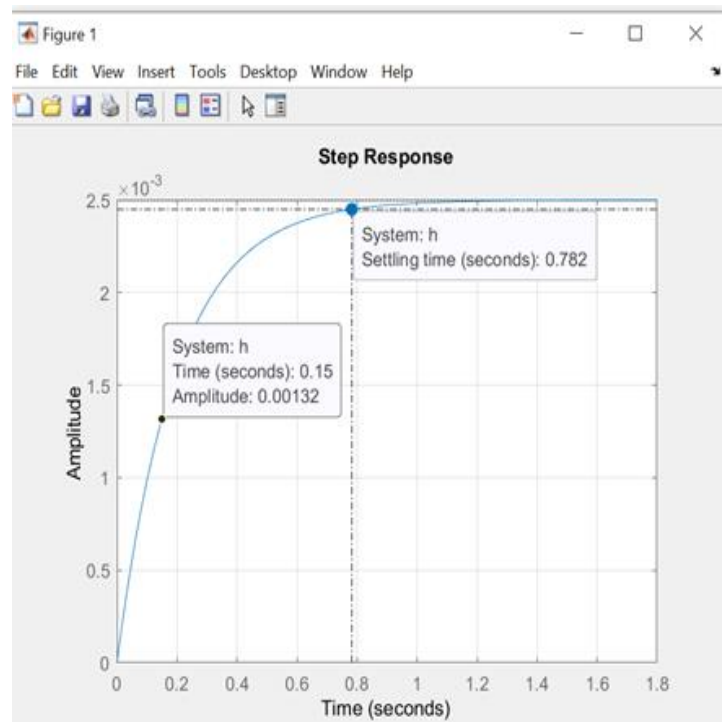 Figure 1
File Edit View Insert Tools Desktop Window Help
Step Response
×10-3
2.5
System: h
Settling time (seconds): 0.782
2
System: h
Time (seconds): 0.15
Amplitude: 0.00132
1.5
1
0.5
0
Amplitude
0 0.2 0.4 0.6 0.8 1 1.2 1.4 1.6 1.8
Time (seconds)